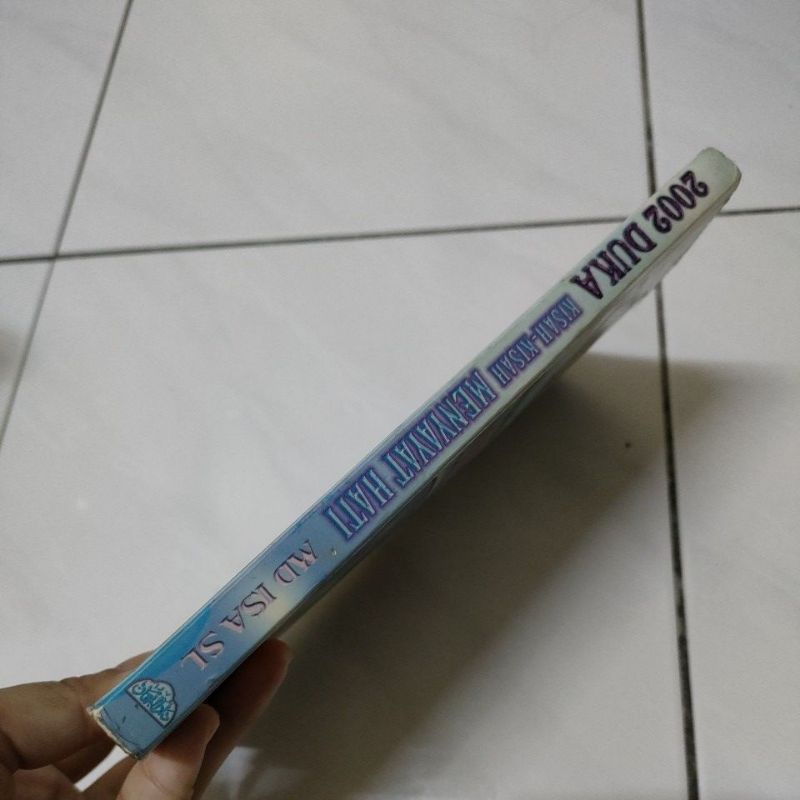 2002 DUKA
KISAH-KISAH MENYAYAT HATI
MD ISA SL